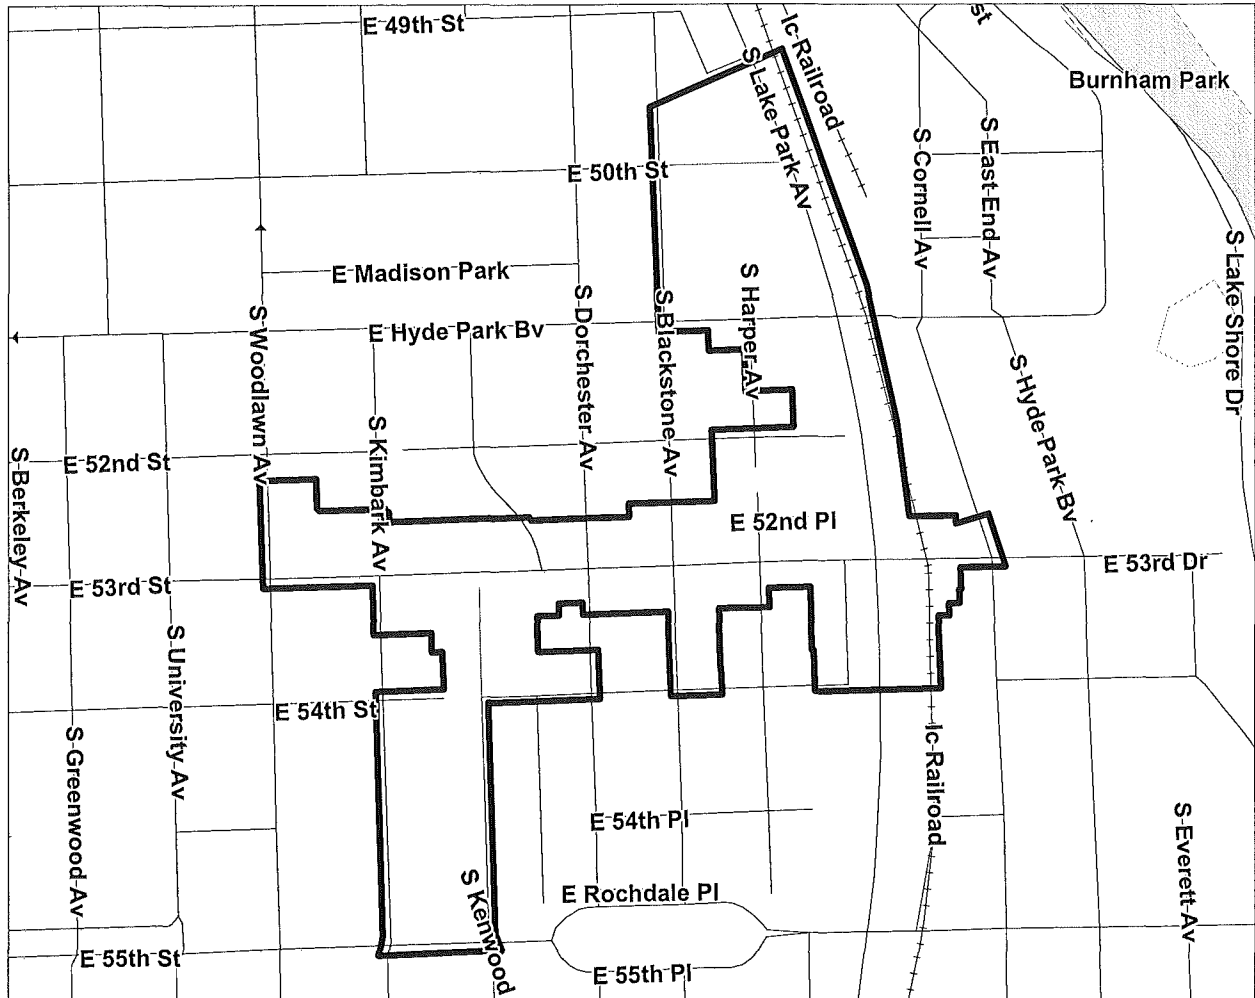 E 49th St
st
Ic-Railroad
Burnham Park
S Lake-Park-Av
S-Cornell-Av
S-East-End-Av
E 50th St
S-Lake-Shore Dr
E Madison Park
S Harper-Av
S-Dorchester-Av
S-Blackstone-Av
S-Woodlawn Av
E Hyde Park Bv
S-Hyde-Park-Bv
S-Kimbark Av
S-Berkeley-Av
E 52nd St
E 52nd Pl
E 53rd Dr
E 53rd St
S-University-Av
E 54th St
S-Greenwood-Av
Ic-Railroad
E 54th Pl
S-Everett-Av
S Kenwood
E Rochdale Pl
E 55th St
E 55th Pl